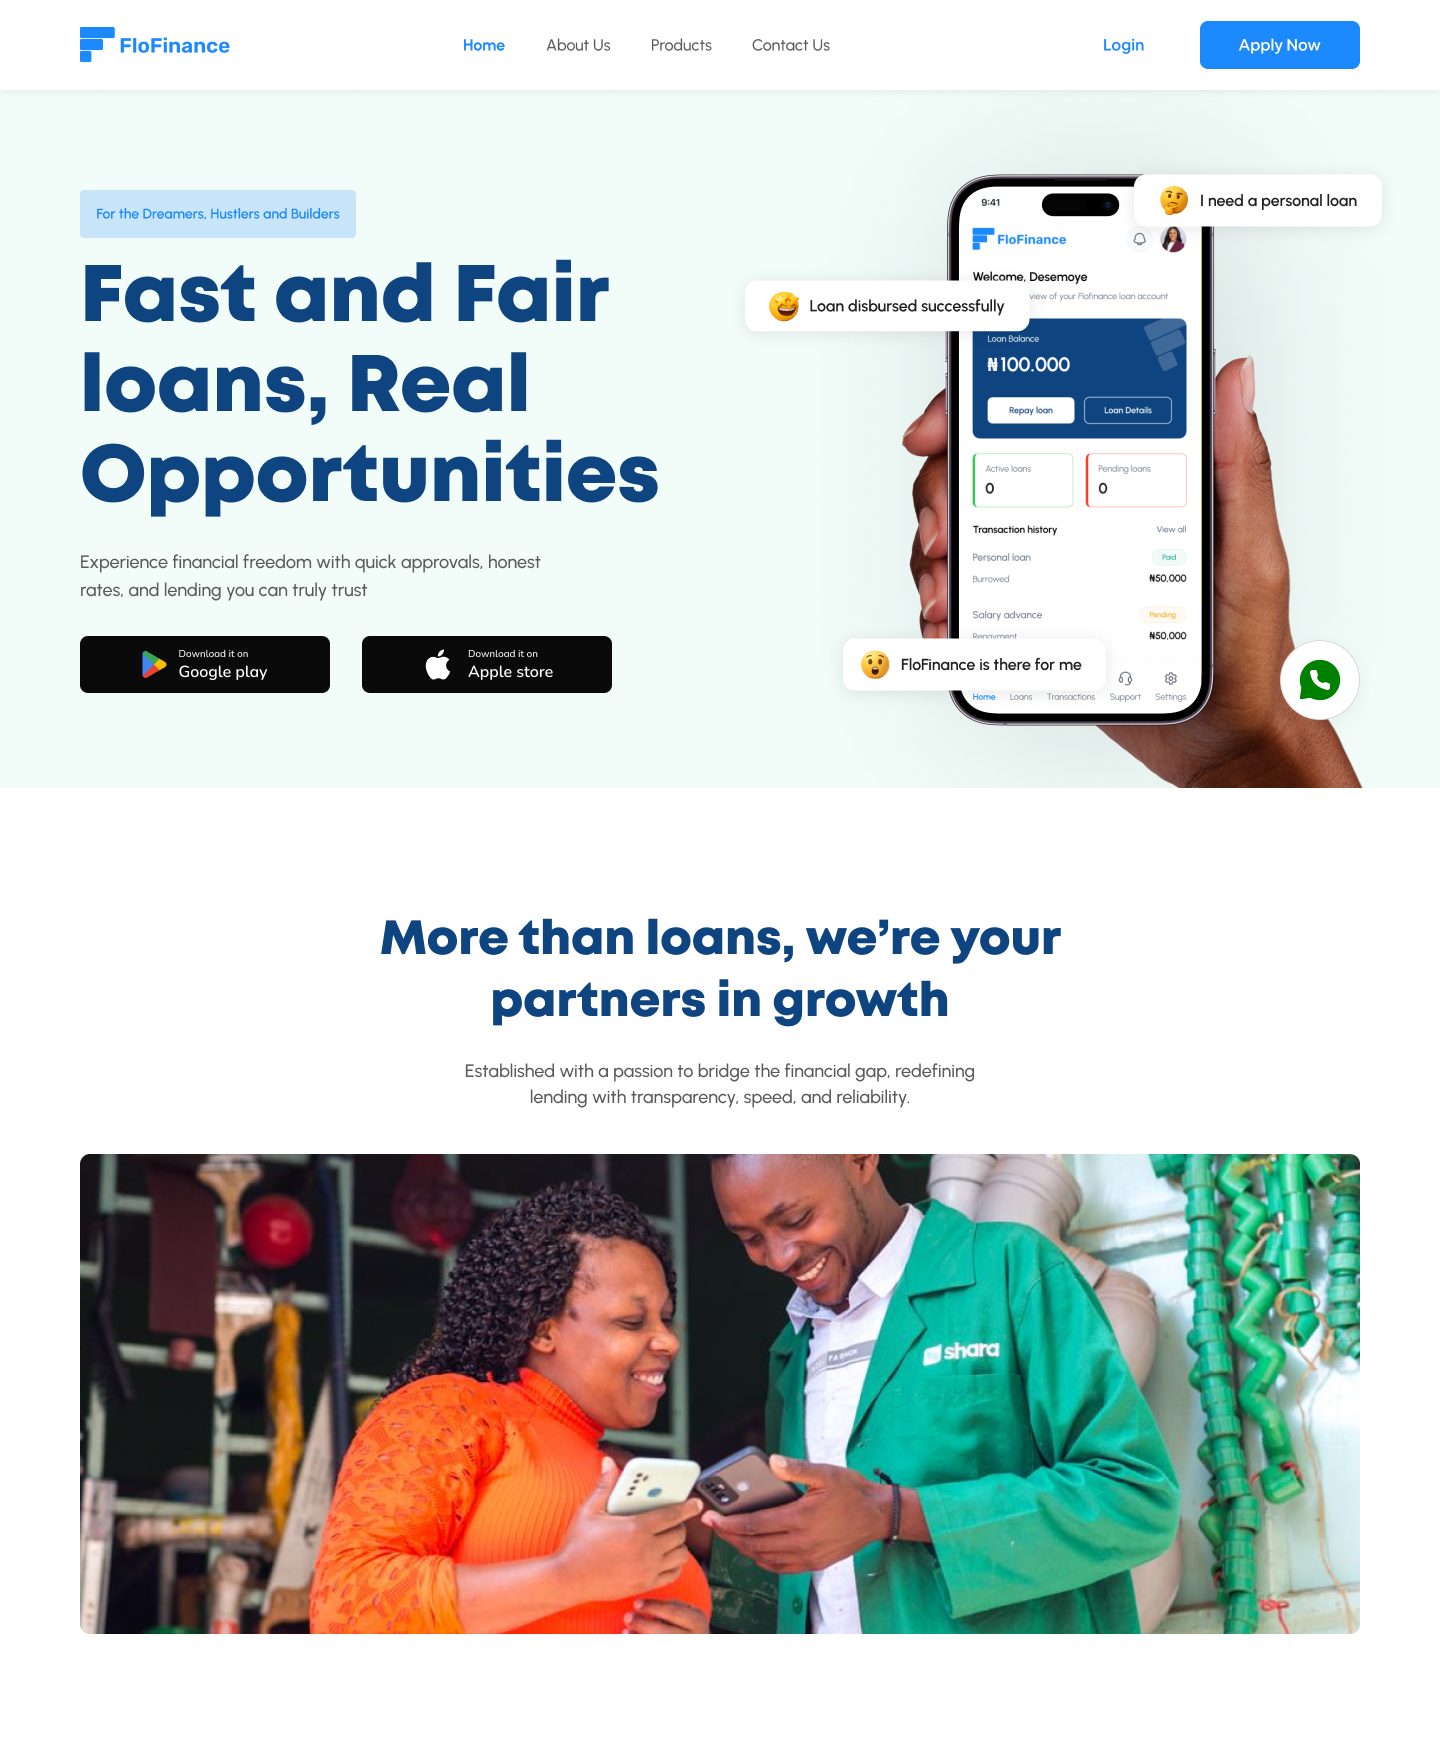 FloFinance
Home
About Us
Products
Contact Us
Login
Apply Now
For the Dreamers, Hustlers and Builders
Fast and Fair
loans, Real
Opportunities
Experience financial freedom with quick approvals, honest
rates, and lending you can truly trust
Download it on
Google play
Download it on
Apple store
9:41
I need a personal loan
FloFinance
Welcome, Desemoye
view of your Flofinance loan account
Loan disbursed successfully
Loan Balance
₦100.000
Repay loan
Loan Details
Active loans
0
Pending loans
0
Transaction history
View all
Personal loan
Paid
Burrowed
₦50.000
Salary advance
Pending
Repayment
₦50.000
FloFinance is there for me
Home
Loans
Transactions
Support
Settings
More than loans, we’re your
partners in growth
Established with a passion to bridge the financial gap, redefining
lending with transparency, speed, and reliability.
shara